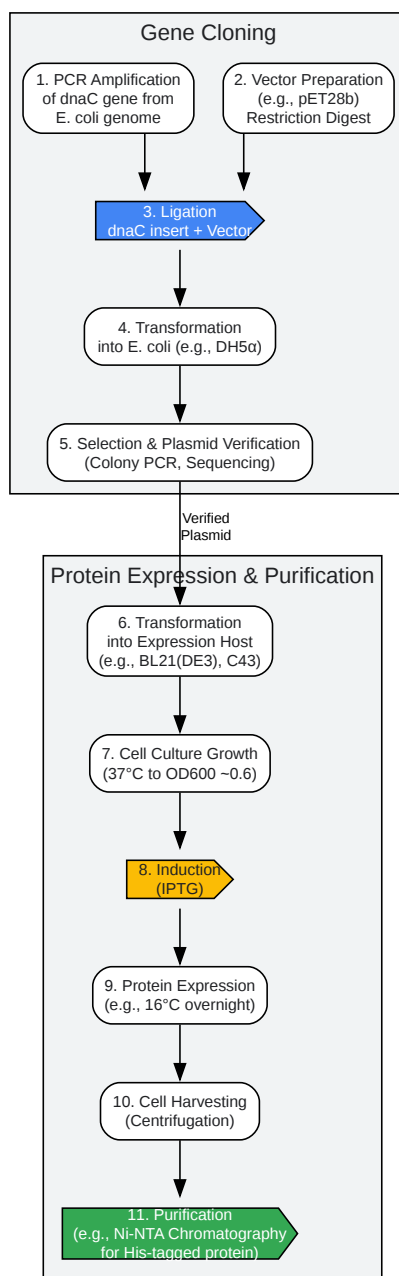 Gene Cloning
1. PCR Amplification
of dnaC gene from
E. coli genome
2. Vector Preparation
(e.g., pET28b)
Restriction Digest
3. Ligation
dnaC insert + Vector
4. Transformation
into E. coli (e.g., DH5α)
5. Selection & Plasmid Verification
(Colony PCR, Sequencing)
Verified
Plasmid
Protein Expression & Purification
6. Transformation
into Expression Host
(e.g., BL21(DE3), C43)
7. Cell Culture Growth
(37°C to OD600 ~0.6)
8. Induction
(IPTG)
9. Protein Expression
(e.g., 16°C overnight)
10. Cell Harvesting
(Centrifugation)
11. Purification
(e.g., Ni-NTA Chromatography
for His-tagged protein)